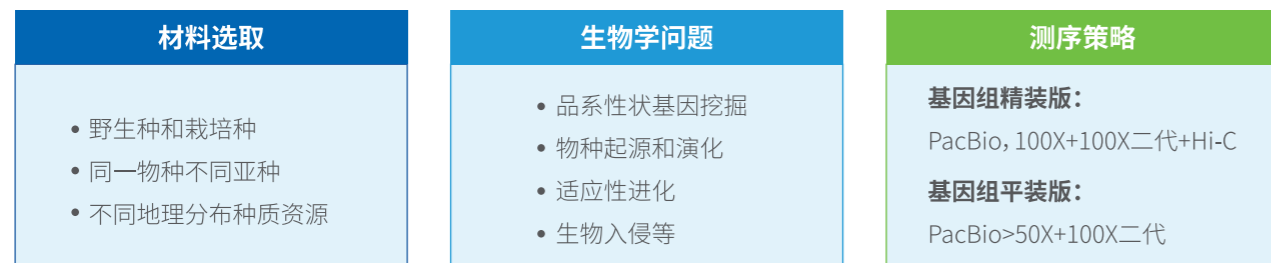 材料选取
野生种和栽培种
同一物种不同亚种
不同地理分布种质资源
生物学问题
品系性状基因挖掘
物种起源和演化
适应性进化
生物入侵等
测序策略
基因组精装版：
PacBio，100X+100X二代+Hi-C
基因组平装版：
PacBio>50X+100X二代